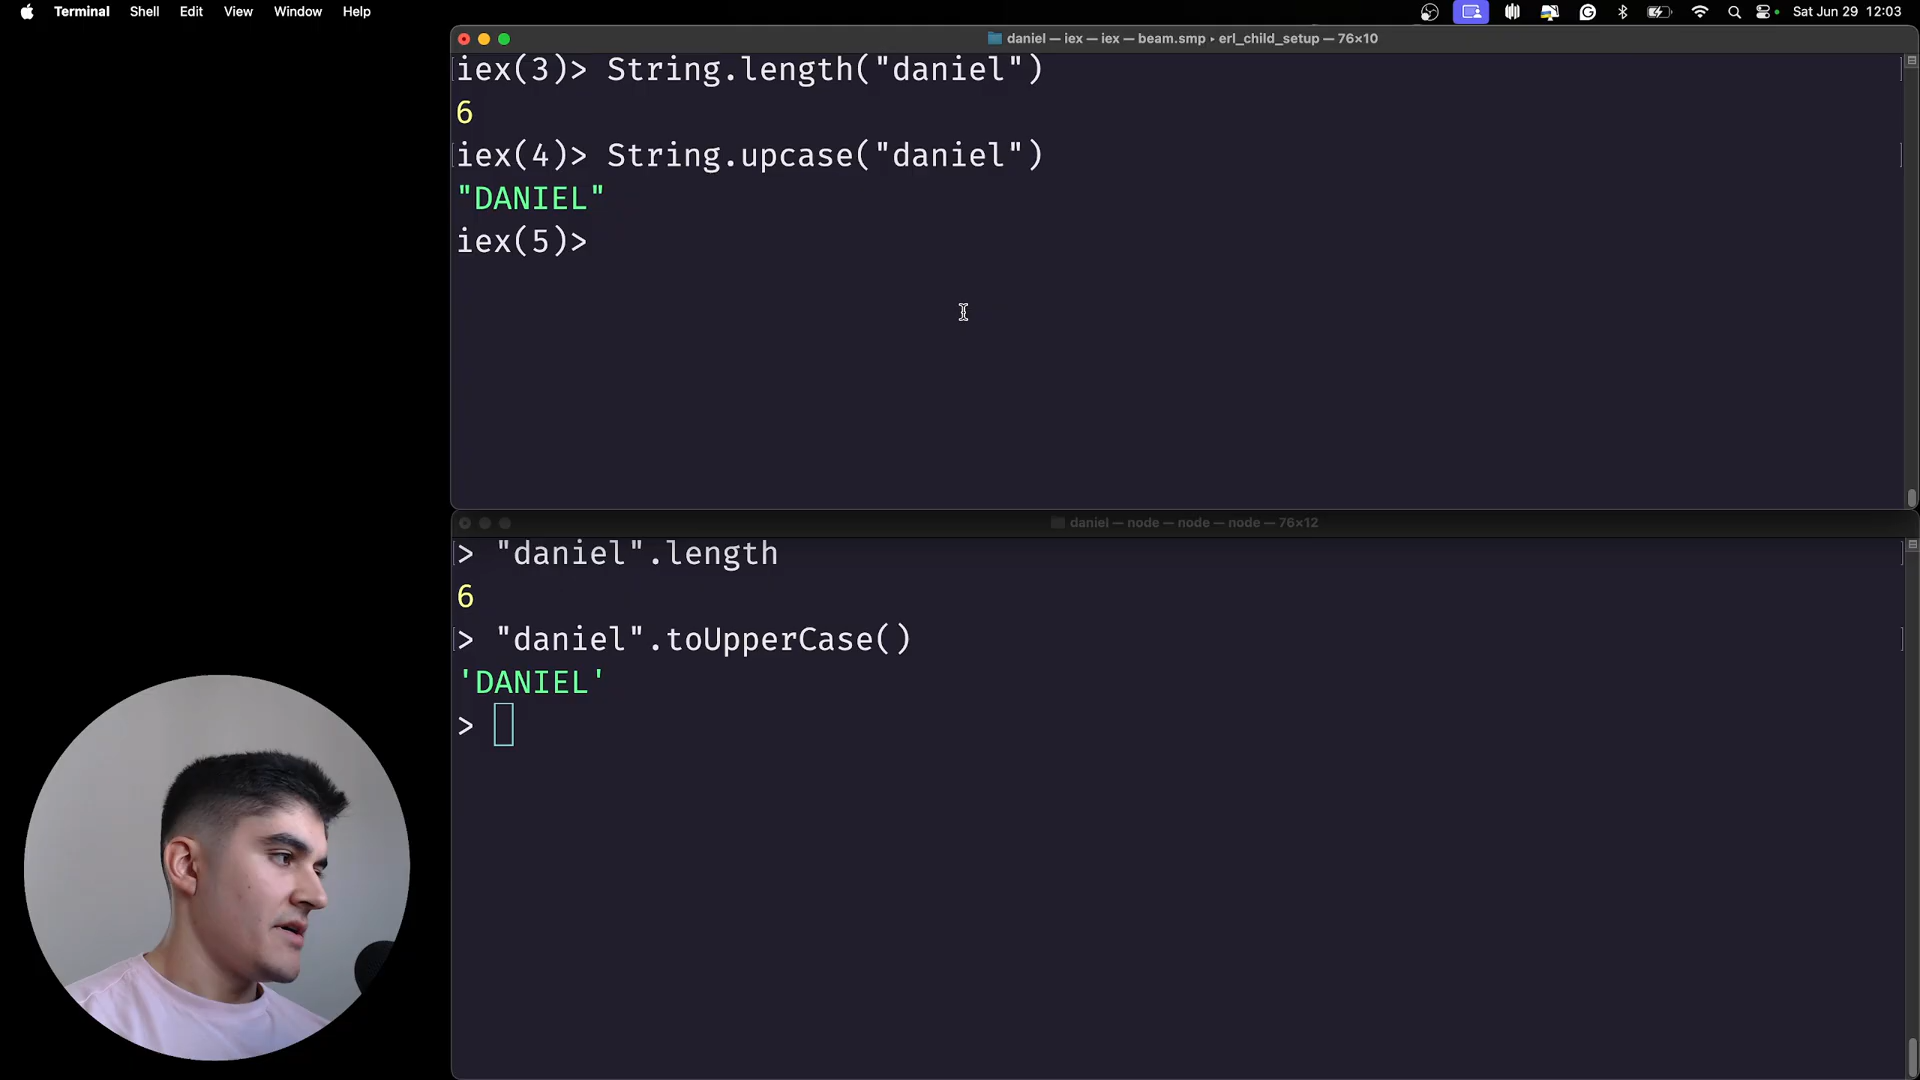 Terminal Shell Edit View Window Help Sat Jun 29 12:03
daniel — iex — iex — beam.smp ▸ erl_child_setup — 76×10
iex(3)> String.length("daniel")
6
iex(4)> String.upcase("daniel")
"DANIEL"
iex(5)>
daniel — node — node — node — 76×12
> "daniel".length
6
> "daniel".toUpperCase()
'DANIEL'
>